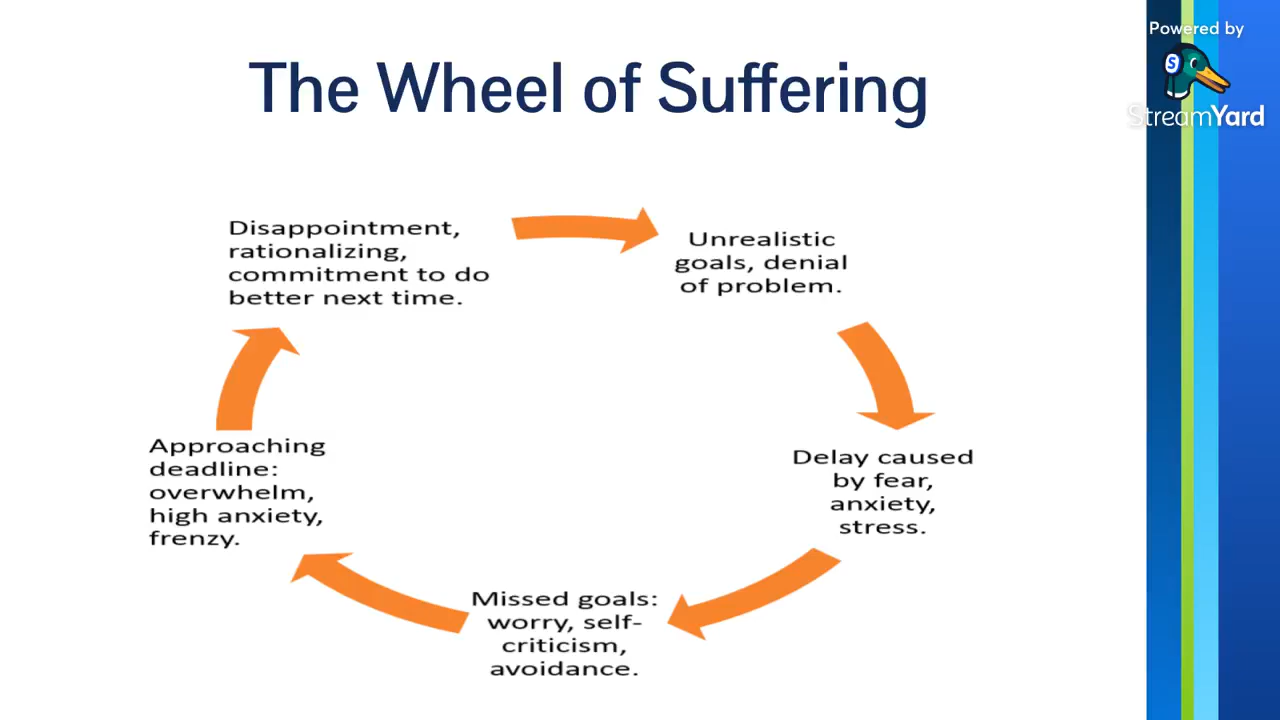 The Wheel of Suffering
Powered by
S
StreamYard
Disappointment,
rationalizing,
commitment to do
better next time.
Unrealistic
goals, denial
of problem.
Delay caused
by fear,
anxiety,
stress.
Missed goals:
worry, self-
criticism,
avoidance.
Approaching
deadline:
overwhelm,
high anxiety,
frenzy.